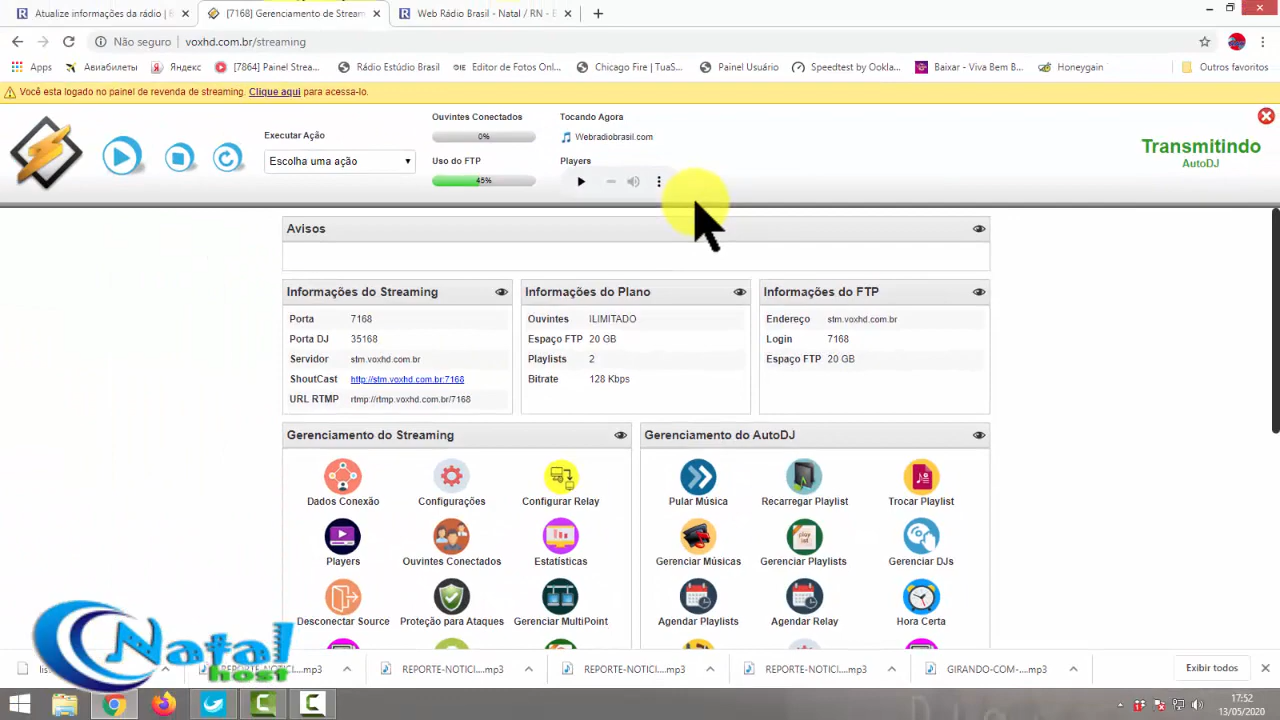 Atualize informações da rádio |
[7168] Gerenciamento de Stream
Web Rádio Brasil - Natal / RN -
Não seguro | voxhd.com.br/streaming
Apps
Авиабилеты
Яндекс
[7864] Painel Strea...
Rádio Estúdio Brasil
Editor de Fotos Onl...
Chicago Fire | TuaS...
Painel Usuário
Speedtest by Ookla...
Baixar - Viva Bem B...
Honeygain
Outros favoritos
Você esta logado no painel de revenda de streaming. Clique aqui para acessa-lo.
Executar Ação
Escolha uma ação
Ouvintes Conectados
0%
Uso do FTP
45%
Tocando Agora
Webradiobrasil.com
Players
Transmitindo
AutoDJ
Avisos
Informações do Streaming
Porta 7168
Porta DJ 35168
Servidor stm.voxhd.com.br
ShoutCast http://stm.voxhd.com.br:7168
URL RTMP rtmp://rtmp.voxhd.com.br/7168
Informações do Plano
Ouvintes ILIMITADO
Espaço FTP 20 GB
Playlists 2
Bitrate 128 Kbps
Informações do FTP
Endereço stm.voxhd.com.br
Login 7168
Espaço FTP 20 GB
Gerenciamento do Streaming
Dados Conexão
Configurações
Configurar Relay
Players
Ouvintes Conectados
Estatísticas
Desconectar Source
Proteção para Ataques
Gerenciar MultiPoint
Gerenciamento do AutoDJ
Pular Música
Recarregar Playlist
Trocar Playlist
Gerenciar Músicas
Gerenciar Playlists
Gerenciar DJs
Agendar Playlists
Agendar Relay
Hora Certa
Natal
host
REPORTE-NOTICI....mp3
REPORTE-NOTICI....mp3
REPORTE-NOTICI....mp3
REPORTE-NOTICI....mp3
GIRANDO-COM-....mp3
Exibir todos
17:52
13/05/2020